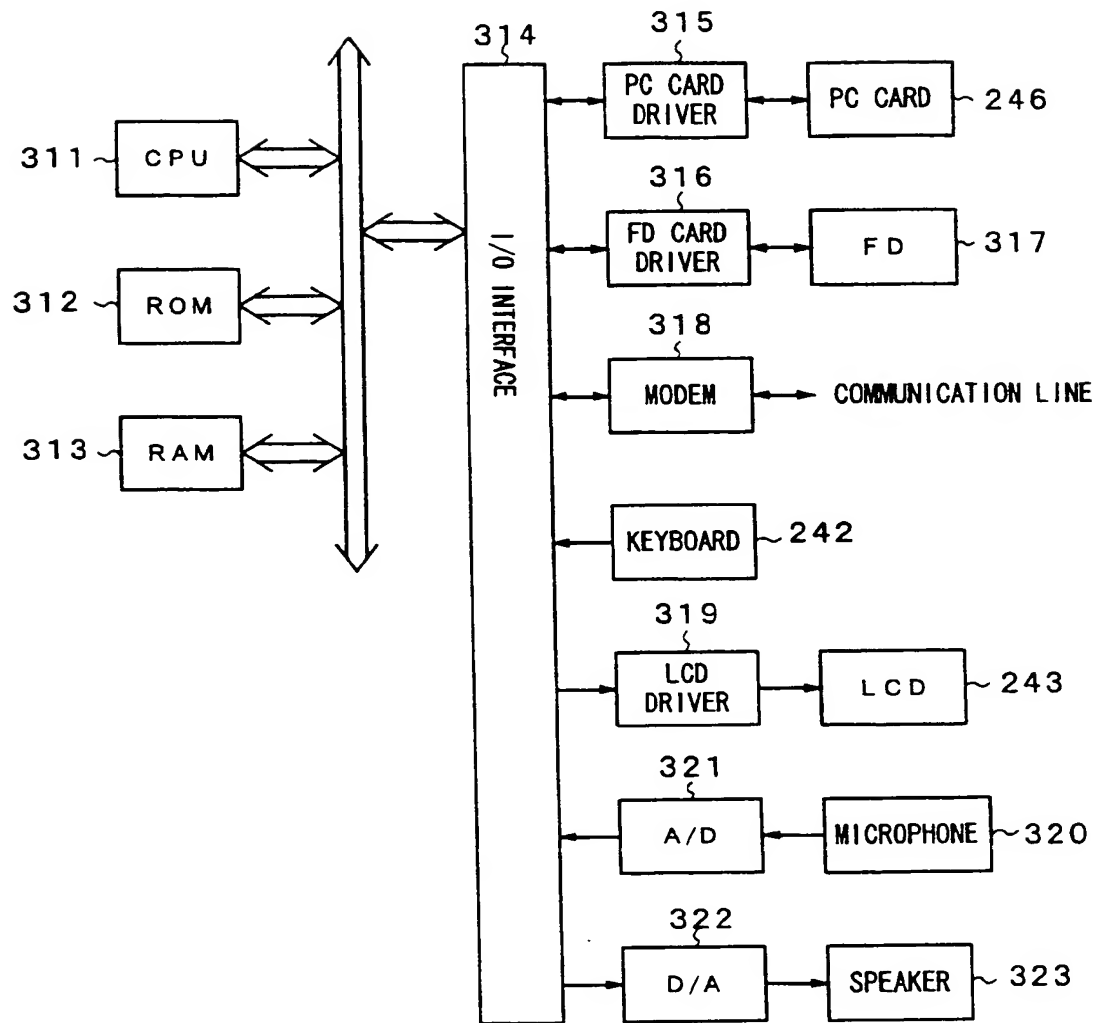 314
315
PC CARD
DRIVER
PC CARD
246
311
CPU
316
FD CARD
DRIVER
FD
317
I/O INTERFACE
312
ROM
318
MODEM
COMMUNICATION LINE
313
RAM
KEYBOARD
242
319
LCD
DRIVER
LCD
243
321
A/D
MICROPHONE
320
322
D/A
SPEAKER
323